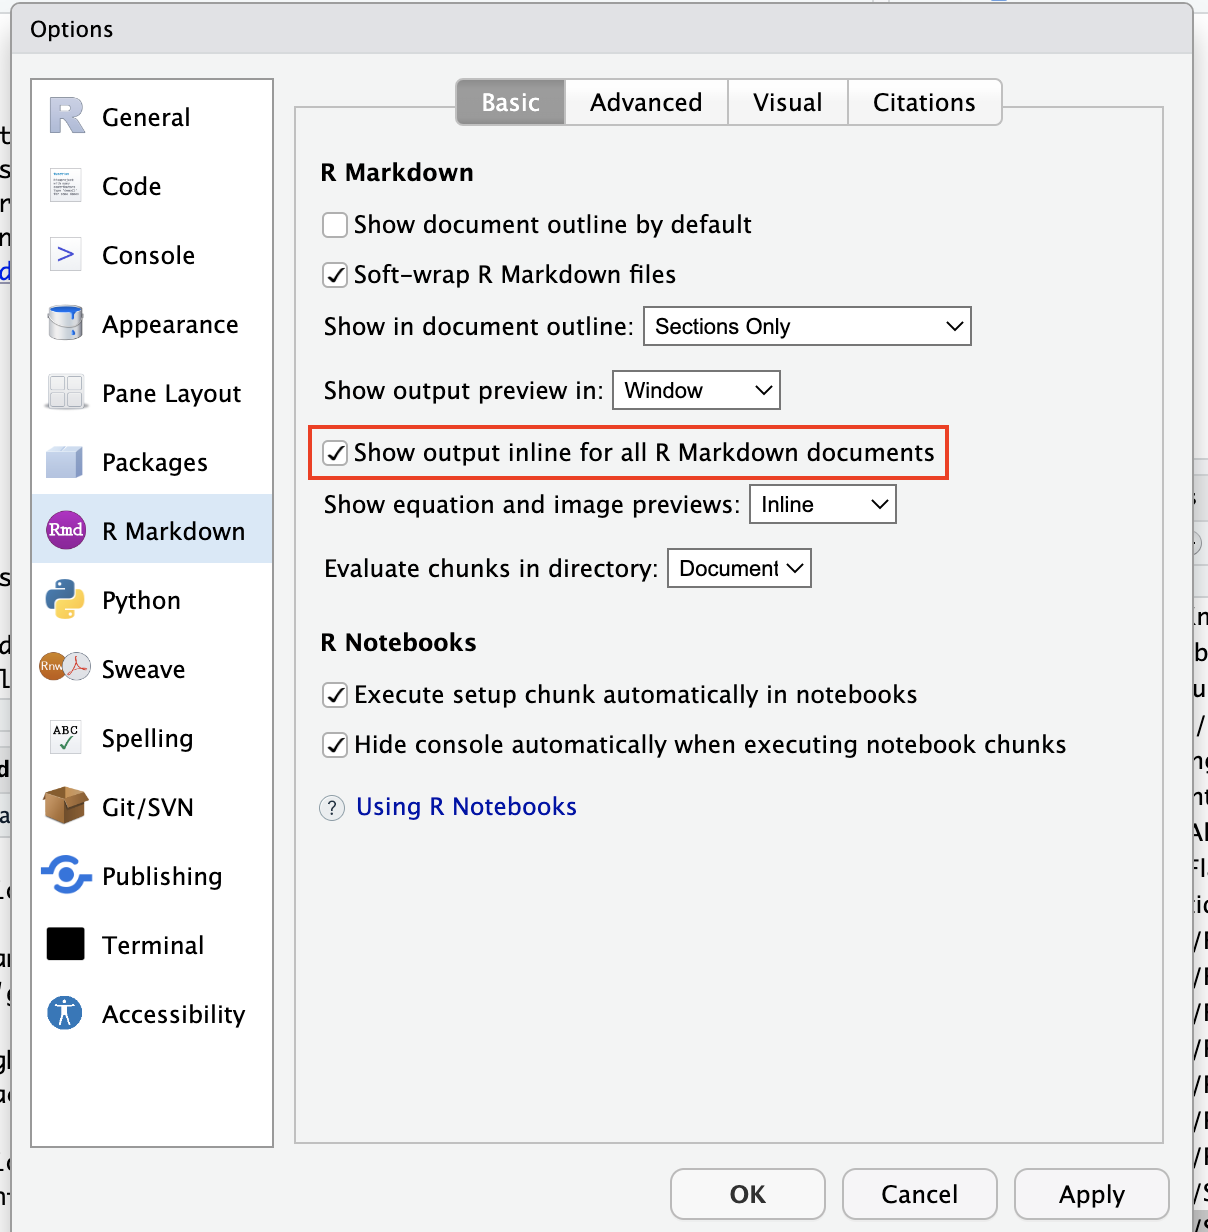 Options
General
Code
Console
Appearance
Pane Layout
Packages
Rmd R Markdown
Python
Rnw Sweave
ABC Spelling
Git/SVN
Publishing
Terminal
Accessibility
Basic Advanced Visual Citations
R Markdown
Show document outline by default
Soft-wrap R Markdown files
Show in document outline: Sections Only
Show output preview in: Window
Show output inline for all R Markdown documents
Show equation and image previews: Inline
Evaluate chunks in directory: Document
R Notebooks
Execute setup chunk automatically in notebooks
Hide console automatically when executing notebook chunks
? Using R Notebooks
OK Cancel Apply